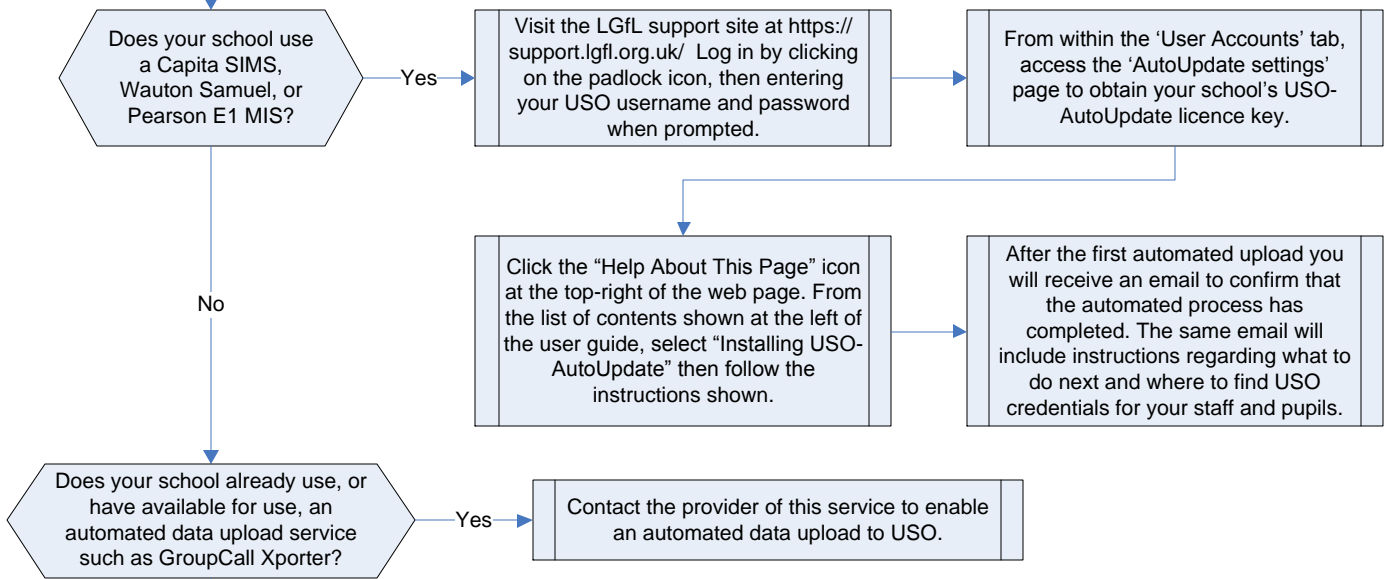 Does your school use
a Capita SIMS,
Wauton Samuel, or
Pearson E1 MIS?
Yes
Visit the LGfL support site at https://
support.lgfl.org.uk/  Log in by clicking
on the padlock icon, then entering
your USO username and password
when prompted.
From within the ‘User Accounts’ tab,
access the ‘AutoUpdate settings’
page to obtain your school’s USO-
AutoUpdate licence key.
No
Click the “Help About This Page” icon
at the top-right of the web page. From
the list of contents shown at the left of
the user guide, select “Installing USO-
AutoUpdate” then follow the
instructions shown.
After the first automated upload you
will receive an email to confirm that
the automated process has
completed. The same email will
include instructions regarding what to
do next and where to find USO
credentials for your staff and pupils.
Does your school already use, or
have available for use, an
automated data upload service
such as GroupCall Xporter?
Yes
Contact the provider of this service to enable
an automated data upload to USO.